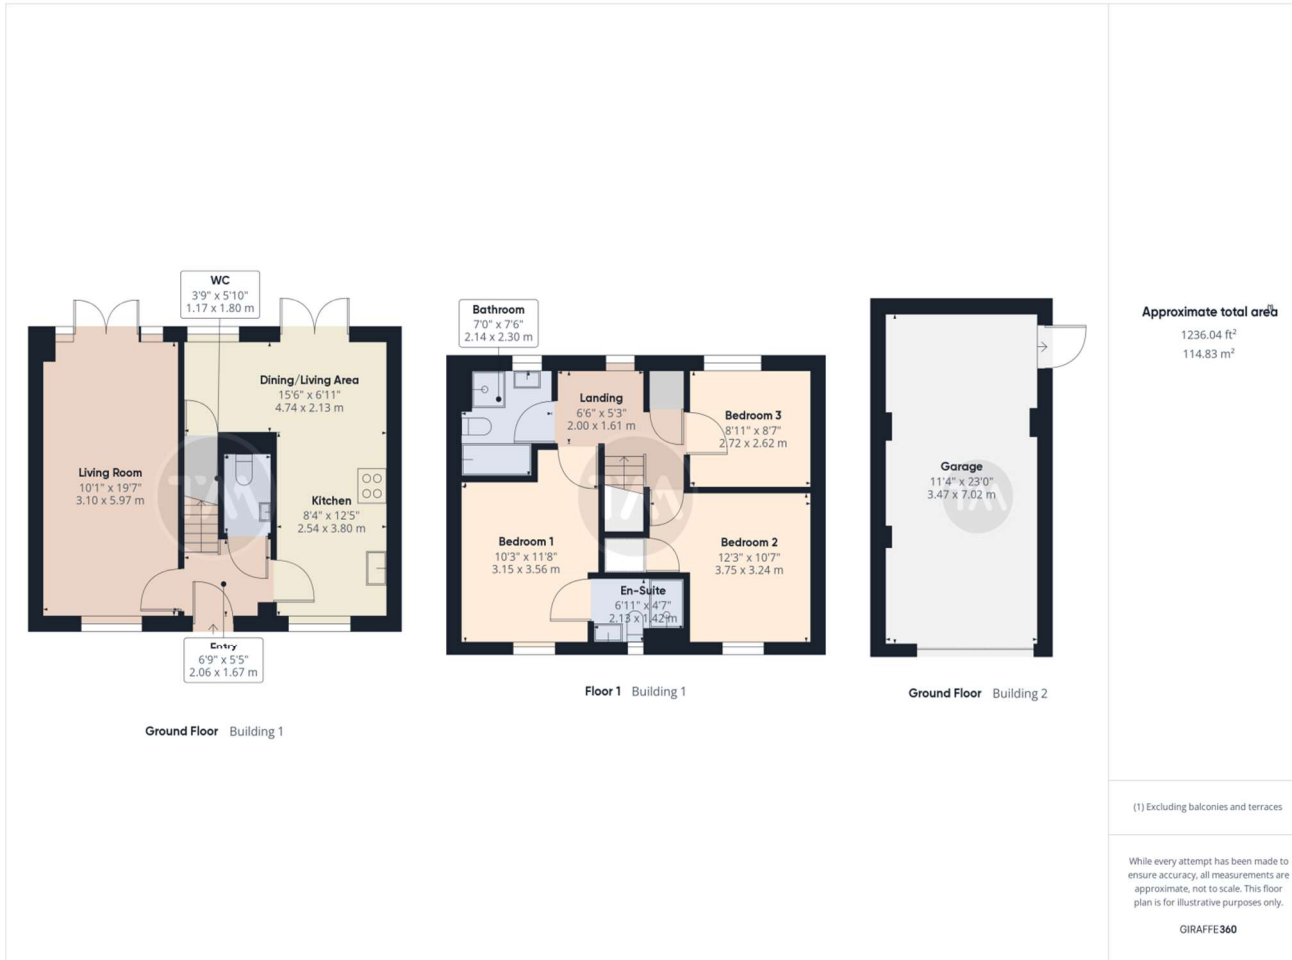 WC
3'9" x 5'10"
1.17 x 1.80 m
Dining/Living Area
15'6" x 6'11"
4.74 x 2.13 m
Living Room
10'1" x 19'7"
3.10 x 5.97 m
Kitchen
8'4" x 12'5"
2.54 x 3.80 m
Entry
6'9" x 5'5"
2.06 x 1.67 m
Ground Floor Building 1
Bathroom
7'0" x 7'6"
2.14 x 2.30 m
Landing
6'6" x 5'3"
2.00 x 1.61 m
Bedroom 3
8'11" x 8'7"
2.72 x 2.62 m
Bedroom 1
10'3" x 11'8"
3.15 x 3.56 m
Bedroom 2
12'3" x 10'7"
3.75 x 3.24 m
En-Suite
6'11" x 4'7"
2.13 x 1.42 m
Floor 1 Building 1
Garage
11'4" x 23'0"
3.47 x 7.02 m
Ground Floor Building 2
TM
TM
TM
Approximate total area(1)
1236.04 ft²
114.83 m²
(1) Excluding balconies and terraces
While every attempt has been made to
ensure accuracy, all measurements are
approximate, not to scale. This floor
plan is for illustrative purposes only.
GIRAFFE360